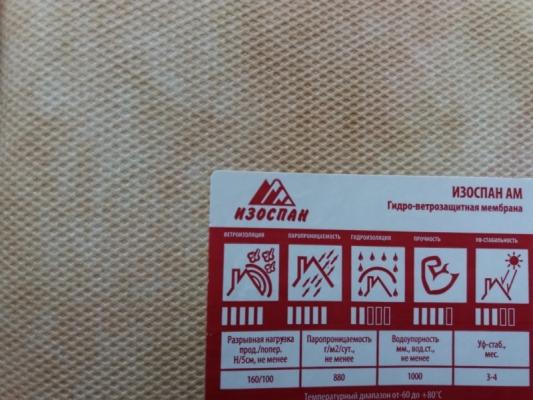 ИЗОСПАН АМ
Гидро-ветрозащитная мембрана
ИЗОСПАН
ВЕТРОИЗОЛЯЦИЯ ПАРОПРОНИЦАЕМОСТЬ ГИДРОИЗОЛЯЦИЯ ПРОЧНОСТЬ УФ-СТАБИЛЬНОСТЬ
Разрывная нагрузка
прод./попер.
Н/5см, не менее
Паропроницаемость
г/м2/сут.,
не менее
Водоупорность
мм., вод.ст.,
не менее
Уф-стаб.,
мес.
160/100 880 1000 3-4
Температурный диапазон от -60 до +80°C